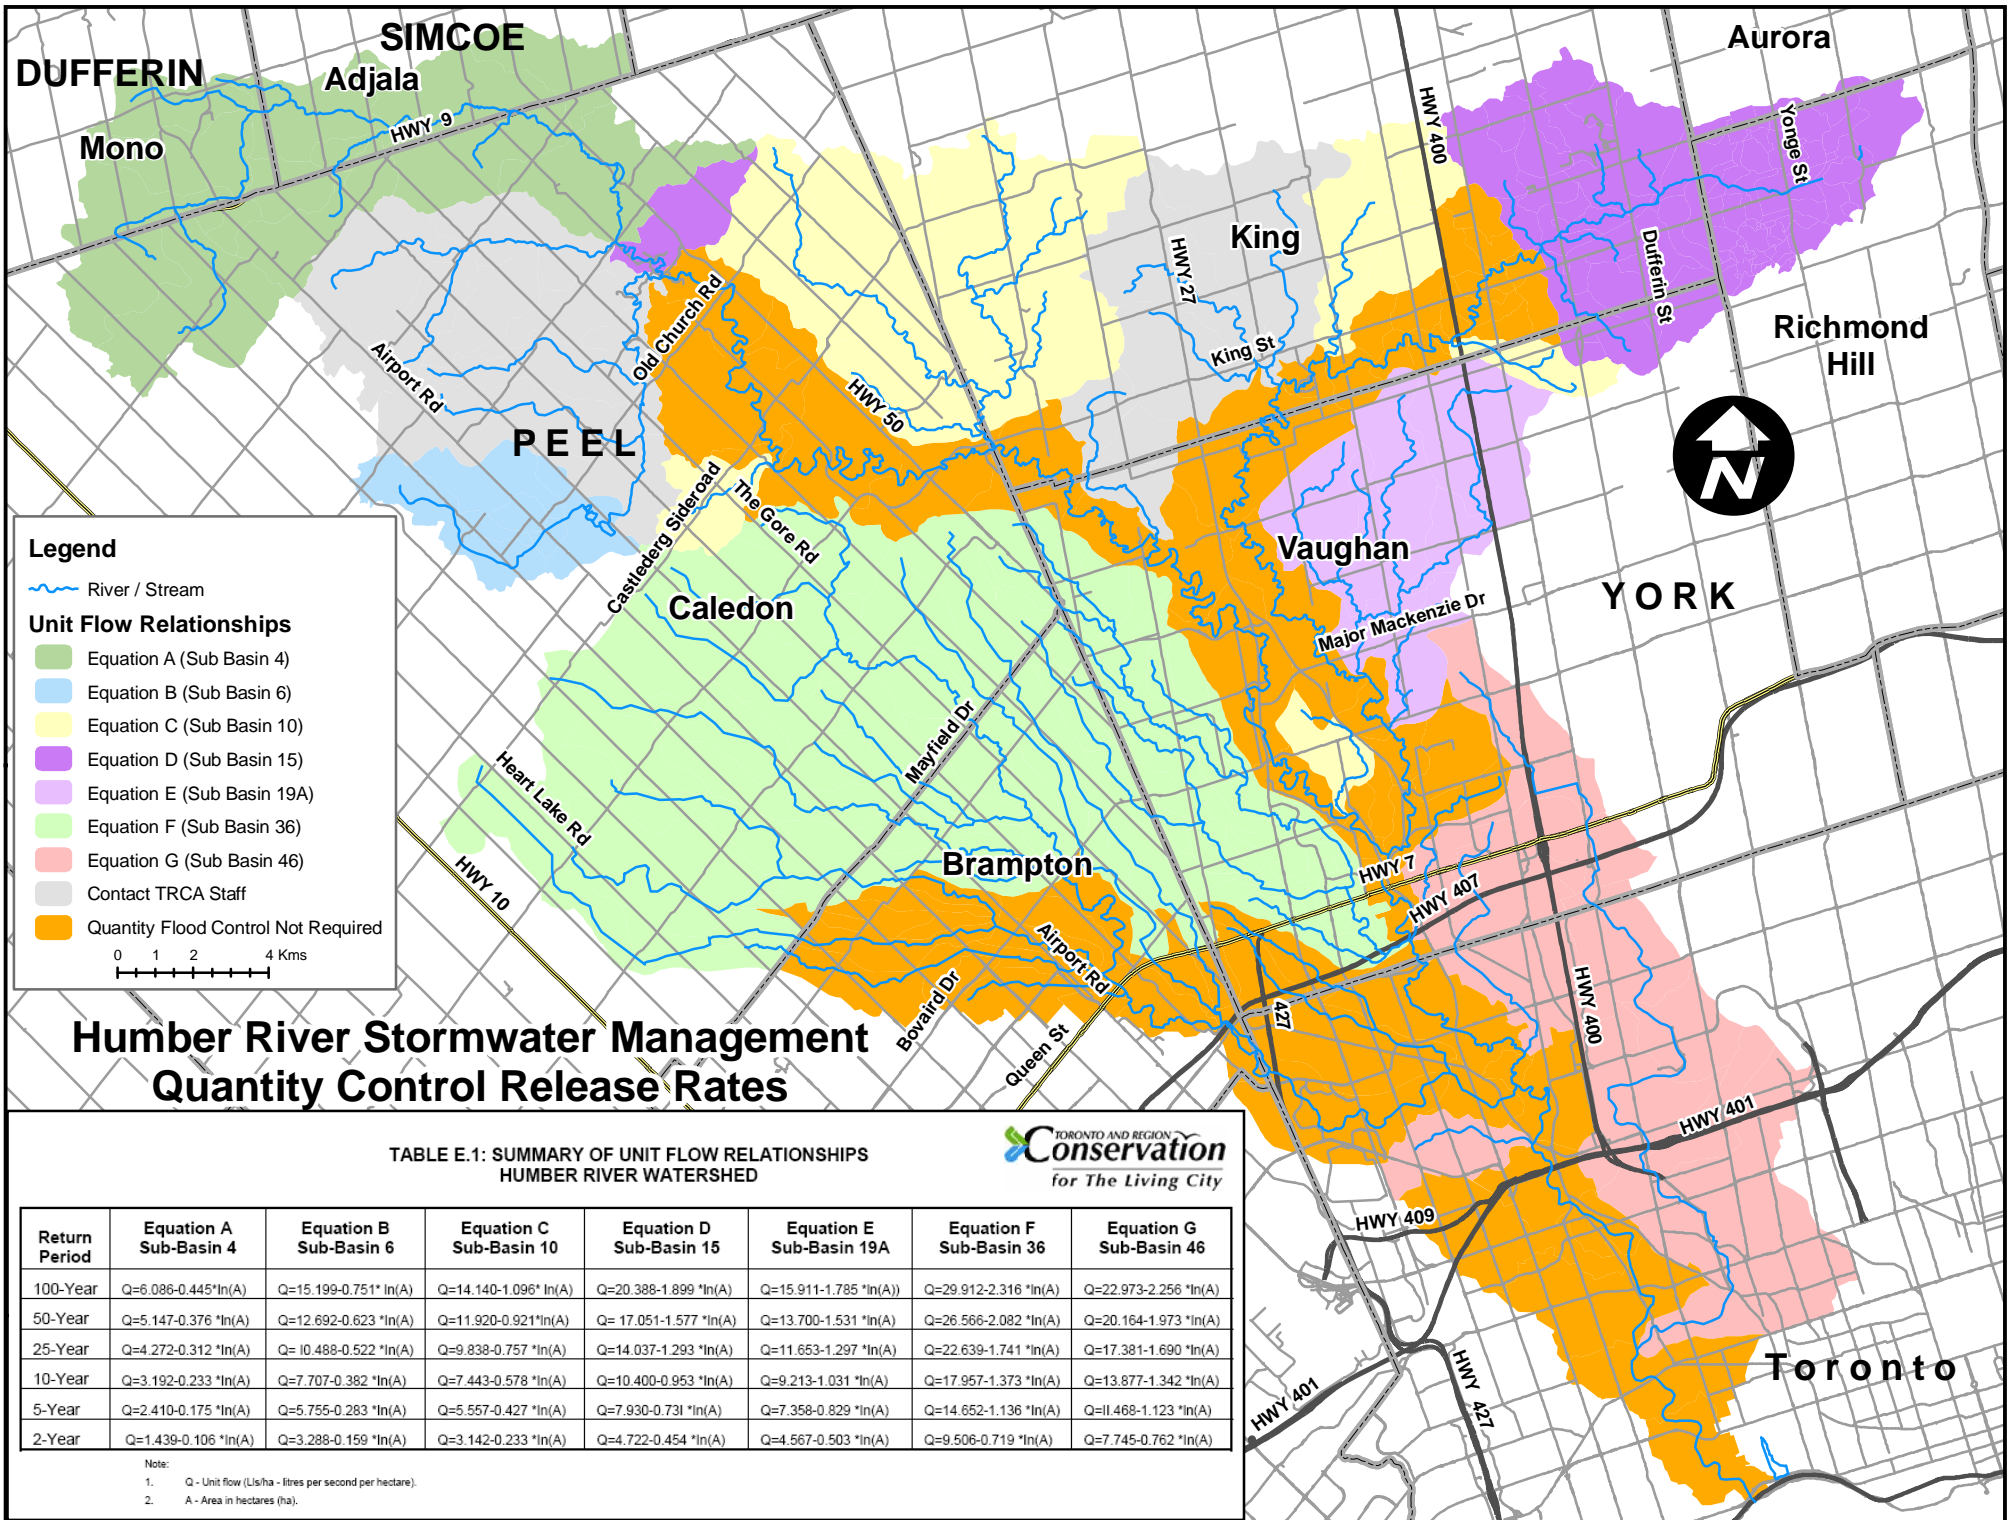 DUFFERIN
SIMCOE
Adjala
Mono
HWY 9
Aurora
HWY 400
Yonge St
Dufferin St
King
HWY 27
King St
Richmond
Hill
Old Church Rd
Airport Rd
HWY 50
PEEL
N
Castlederg Sideroad
The Gore Rd
Vaughan
YORK
Caledon
Major Mackenzie Dr
Mayfield Dr
Heart Lake Rd
HWY 10
Brampton
HWY 7
HWY 407
Airport Rd
Bovaird Dr
Queen St
427
HWY 400
HWY 401
HWY 409
HWY 401
HWY 427
Toronto
Legend
River / Stream
Unit Flow Relationships
Equation A (Sub Basin 4)
Equation B (Sub Basin 6)
Equation C (Sub Basin 10)
Equation D (Sub Basin 15)
Equation E (Sub Basin 19A)
Equation F (Sub Basin 36)
Equation G (Sub Basin 46)
Contact TRCA Staff
Quantity Flood Control Not Required
0 1 2 4 Kms
Humber River Stormwater Management
Quantity Control Release Rates
TABLE E.1: SUMMARY OF UNIT FLOW RELATIONSHIPS
HUMBER RIVER WATERSHED
TORONTO AND REGION
Conservation
for The Living City
Return Period Equation A Sub-Basin 4 Equation B Sub-Basin 6 Equation C Sub-Basin 10 Equation D Sub-Basin 15 Equation E Sub-Basin 19A Equation F Sub-Basin 36 Equation G Sub-Basin 46
100-Year Q=6.086-0.445*ln(A) Q=15.199-0.751* ln(A) Q=14.140-1.096* ln(A) Q=20.388-1.899 *ln(A) Q=15.911-1.785 *ln(A)) Q=29.912-2.316 *ln(A) Q=22.973-2.256 *ln(A)
50-Year Q=5.147-0.376 *ln(A) Q=12.692-0.623 *ln(A) Q=11.920-0.921*ln(A) Q= 17.051-1.577 *ln(A) Q=13.700-1.531 *ln(A) Q=26.566-2.082 *ln(A) Q=20.164-1.973 *ln(A)
25-Year Q=4.272-0.312 *ln(A) Q= I0.488-0.522 *ln(A) Q=9.838-0.757 *ln(A) Q=14.037-1.293 *ln(A) Q=11.653-1.297 *ln(A) Q=22.639-1.741 *ln(A) Q=17.381-1.690 *ln(A)
10-Year Q=3.192-0.233 *ln(A) Q=7.707-0.382 *ln(A) Q=7.443-0.578 *ln(A) Q=10.400-0.953 *ln(A) Q=9.213-1.031 *ln(A) Q=17.957-1.373 *ln(A) Q=13.877-1.342 *ln(A)
5-Year Q=2.410-0.175 *ln(A) Q=5.755-0.283 *ln(A) Q=5.557-0.427 *ln(A) Q=7.930-0.73I *ln(A) Q=7.358-0.829 *ln(A) Q=14.652-1.136 *ln(A) Q=II.468-1.123 *ln(A)
2-Year Q=1.439-0.106 *ln(A) Q=3.288-0.159 *ln(A) Q=3.142-0.233 *ln(A) Q=4.722-0.454 *ln(A) Q=4.567-0.503 *ln(A) Q=9.506-0.719 *ln(A) Q=7.745-0.762 *ln(A)
Note:
1. Q - Unit flow (LIs/ha - litres per second per hectare).
2. A - Area in hectares (ha).